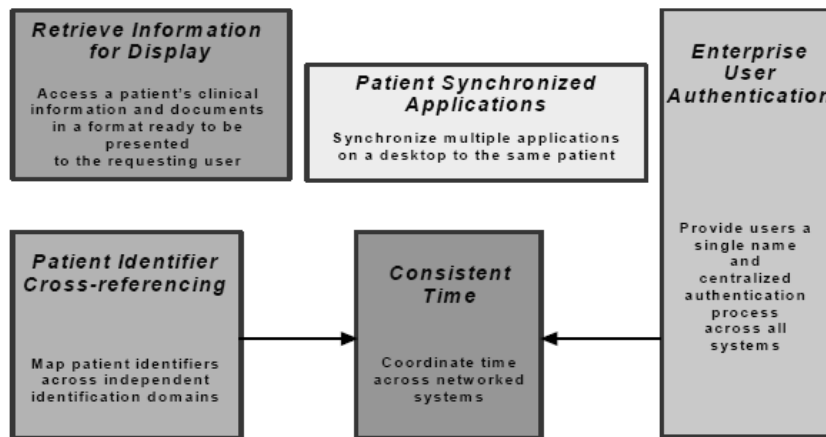 Retrieve Information
for Display
Access a patient's clinical
information and documents
in a format ready to be
presented
to the requesting user
Patient Synchronized
Applications
Synchronize multiple applications
on a desktop to the same patient
Enterprise
User
Authentication
Provide users a
single name
and
centralized
authentication
process
across all
systems
Patient Identifier
Cross-referencing
Map patient identifiers
across independent
identification domains
Consistent
Time
Coordinate time
across networked
systems